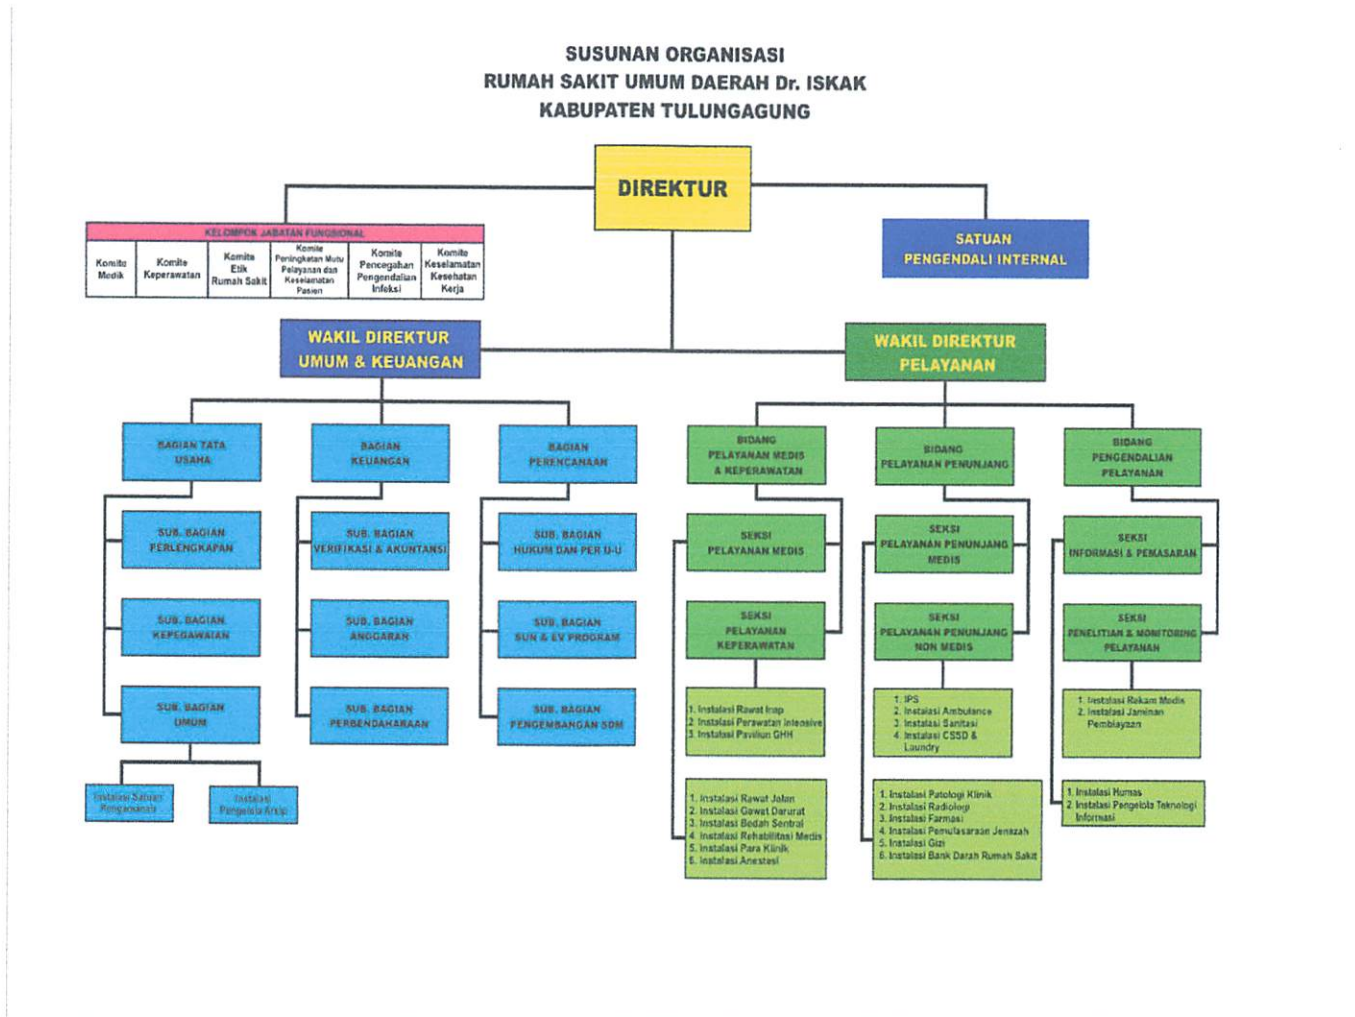 SUSUNAN ORGANISASI
RUMAH SAKIT UMUM DAERAH Dr. ISKAK
KABUPATEN TULUNGAGUNG
DIREKTUR
KELOMPOK JABATAN FUNGSIONAL
Komite
Medik
Komite
Keperawatan
Komite
Etik
Rumah Sakit
Komite
Peningkatan Mutu
Pelayanan dan
Keselamatan
Pasien
Komite
Pencegahan
Pengendalian
Infeksi
Komite
Keselamatan
Kesehatan
Kerja
SATUAN
PENGENDALI INTERNAL
WAKIL DIREKTUR
UMUM & KEUANGAN
WAKIL DIREKTUR
PELAYANAN
BAGIAN TATA
USAHA
BAGIAN
KEUANGAN
BAGIAN
PERENCANAAN
BIDANG
PELAYANAN MEDIS
& KEPERAWATAN
BIDANG
PELAYANAN PENUNJANG
BIDANG
PENGENDALIAN
PELAYANAN
SUB. BAGIAN
PERLENGKAPAN
SUB. BAGIAN
VERIFIKASI & AKUNTANSI
SUB. BAGIAN
HUKUM DAN PER U-U
SEKSI
PELAYANAN MEDIS
SEKSI
PELAYANAN PENUNJANG
MEDIS
SEKSI
INFORMASI & PEMASARAN
SUB. BAGIAN
KEPEGAWAIAN
SUB. BAGIAN
ANGGARAN
SUB. BAGIAN
SUN & EV PROGRAM
SEKSI
PELAYANAN
KEPERAWATAN
SEKSI
PELAYANAN PENUNJANG
NON MEDIS
SEKSI
PENELITIAN & MONITORING
PELAYANAN
SUB. BAGIAN
UMUM
SUB. BAGIAN
PERBENDAHARAAN
SUB. BAGIAN
PENGEMBANGAN SDM
1. Instalasi Rawat Inap
2. Instalasi Perawatan Intensive
3. Instalasi Paviliun GHH
1. IPS
2. Instalasi Ambulance
3. Instalasi Sanitasi
4. Instalasi CSSD &
Laundry
1. Instalasi Rekam Medis
2. Instalasi Jaminan
Pembiayaan
Instalasi Satuan
Pengamanan
Instalasi
Pengelola Arsip
1. Instalasi Rawat Jalan
2. Instalasi Gawat Darurat
3. Instalasi Bedah Sentral
4. Instalasi Rehabilitasi Medis
5. Instalasi Para Klinik
6. Instalasi Anestesi
1. Instalasi Patologi Klinik
2. Instalasi Radiologi
3. Instalasi Farmasi
4. Instalasi Pemulasaraan Jenazah
5. Instalasi Gizi
6. Instalasi Bank Darah Rumah Sakit
1. Instalasi Humas
2. Instalasi Pengelola Teknologi
Informasi